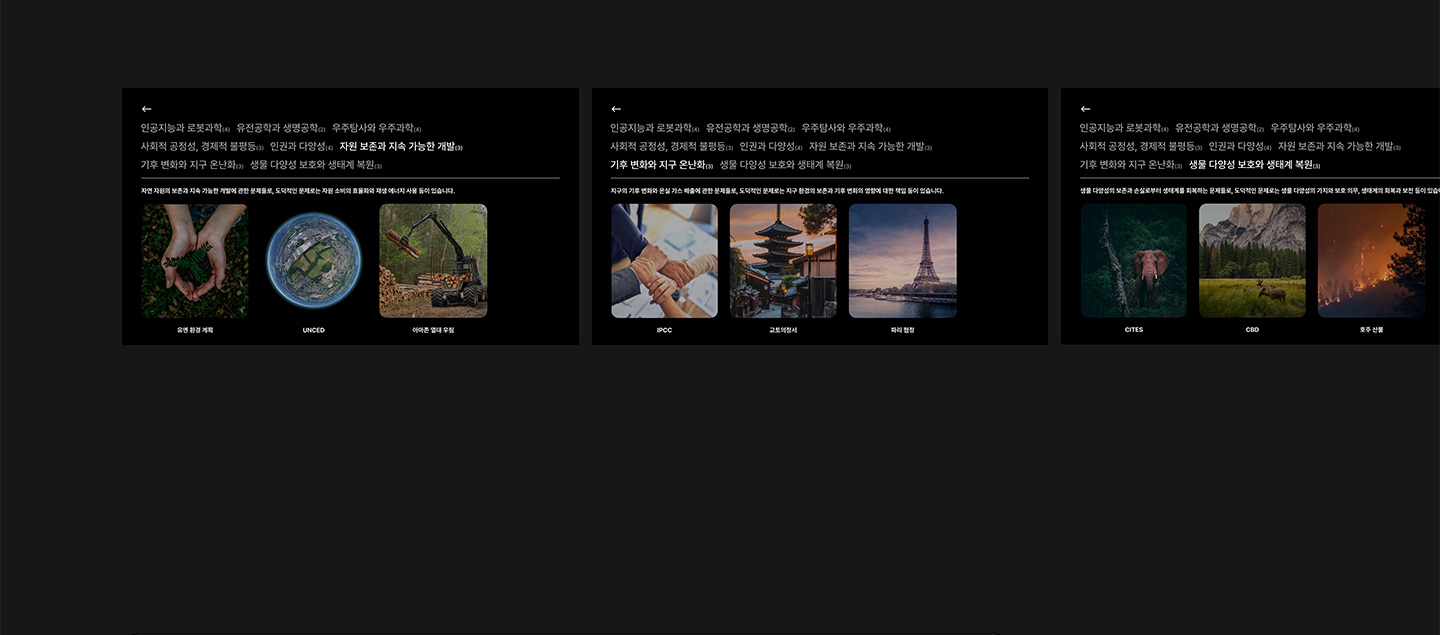 인공지능과 로봇과학(4) 유전공학과 생명공학(2) 우주탐사와 우주과학(4)
사회적 공정성, 경제적 불평등(3) 인권과 다양성(4) 자원 보존과 지속 가능한 개발(3)
기후 변화와 지구 온난화(3) 생물 다양성 보호와 생태계 복원(3)
자연 자원의 보존과 지속 가능한 개발에 관한 문제들로, 도덕적인 문제로는 자원 소비의 효율화와 재생 에너지 사용 등이 있습니다.
유엔 환경 계획
UNCED
아마존 열대 우림
인공지능과 로봇과학(4) 유전공학과 생명공학(2) 우주탐사와 우주과학(4)
사회적 공정성, 경제적 불평등(3) 인권과 다양성(4) 자원 보존과 지속 가능한 개발(3)
기후 변화와 지구 온난화(3) 생물 다양성 보호와 생태계 복원(3)
지구의 기후 변화와 온실 가스 배출에 관한 문제들로, 도덕적인 문제로는 지구 환경의 보존과 기후 변화의 영향에 대한 책임 등이 있습니다.
IPCC
교토의정서
파리 협정
인공지능과 로봇과학(4) 유전공학과 생명공학(2) 우주탐사와 우주과학(4)
사회적 공정성, 경제적 불평등(3) 인권과 다양성(4) 자원 보존과 지속 가능한 개발(3)
기후 변화와 지구 온난화(3) 생물 다양성 보호와 생태계 복원(3)
생물 다양성의 보존과 손실로부터 생태계를 회복하는 문제들로, 도덕적인 문제로는 생물 다양성의 가치와 보호 의무, 생태계의 회복과 보전 등이
CITES
CBD
호주 산불